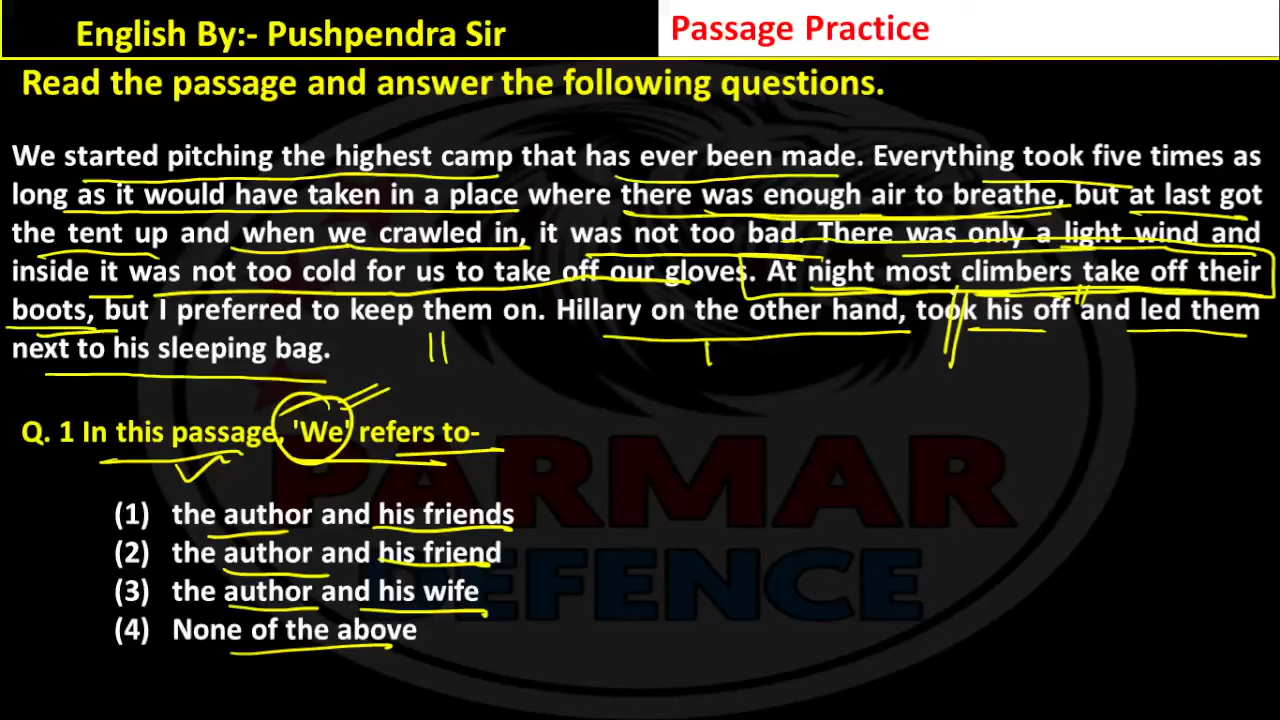 English By:- Pushpendra Sir
Passage Practice
Read the passage and answer the following questions.
We started pitching the highest camp that has ever been made. Everything took five times as
long as it would have taken in a place where there was enough air to breathe, but at last got
the tent up and when we crawled in, it was not too bad. There was only a light wind and
inside it was not too cold for us to take off our gloves. At night most climbers take off their
boots, but I preferred to keep them on. Hillary on the other hand, took his off and led them
next to his sleeping bag.
Q. 1 In this passage, 'We' refers to-
(1) the author and his friends
(2) the author and his friend
(3) the author and his wife
(4) None of the above
PARMAR
DEFENCE